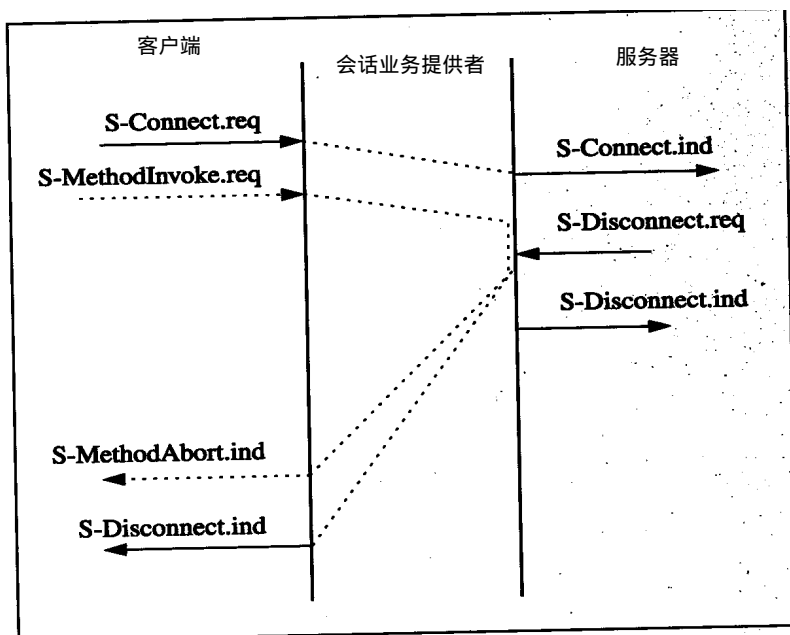 客户端
会话业务提供者
服务器
S-Connect.req
S-Connect.ind
S-MethodInvoke.req
S-Disconnect.req
S-Disconnect.ind
S-MethodAbort.ind
S-Disconnect.ind